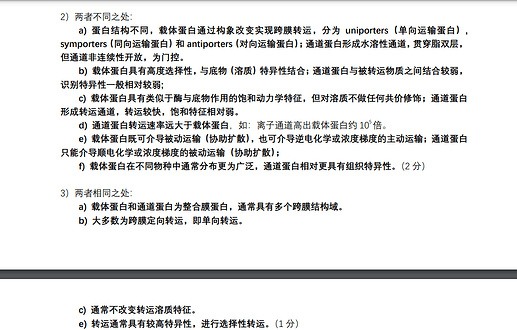 2）两者不同之处：
a) 蛋白结构不同，载体蛋白通过构象改变实现跨膜转运，分为 uniporters（单向运输蛋白），
symporters（同向运输蛋白）和 antiporters（对向运输蛋白）；通道蛋白形成水溶性通道，贯穿脂双层，
但通道非连续性开放，为门控。
b) 载体蛋白具有高度选择性，与底物（溶质）特异性结合；通道蛋白与被转运物质之间结合较弱，
识别特异性一般相对较弱；
c) 载体蛋白具有类似于酶与底物作用的饱和动力学特征，但对溶质不做任何共价修饰；通道蛋白
形成转运通道，转运较快，饱和特征相对弱。
d) 通道蛋白转运速率远大于载体蛋白，如：离子通道高出载体蛋白约 10 倍。
e) 载体蛋白既可介导被动运输（协助扩散），也可介导逆电化学或浓度梯度的主动运输；通道蛋白
只能介导顺电化学或浓度梯度的被动运输（协助扩散）；
f) 载体蛋白在不同物种中通常分布更为广泛，通道蛋白相对更具有组织特异性。（2 分）
3）两者相同之处：
a) 载体蛋白和通道蛋白为整合膜蛋白，通常具有多个跨膜结构域。
b) 大多数为跨膜定向转运，即单向转运。
c) 通常不改变转运溶质特征。
e) 转运通常具有较高特异性，进行选择性转运。（1 分）